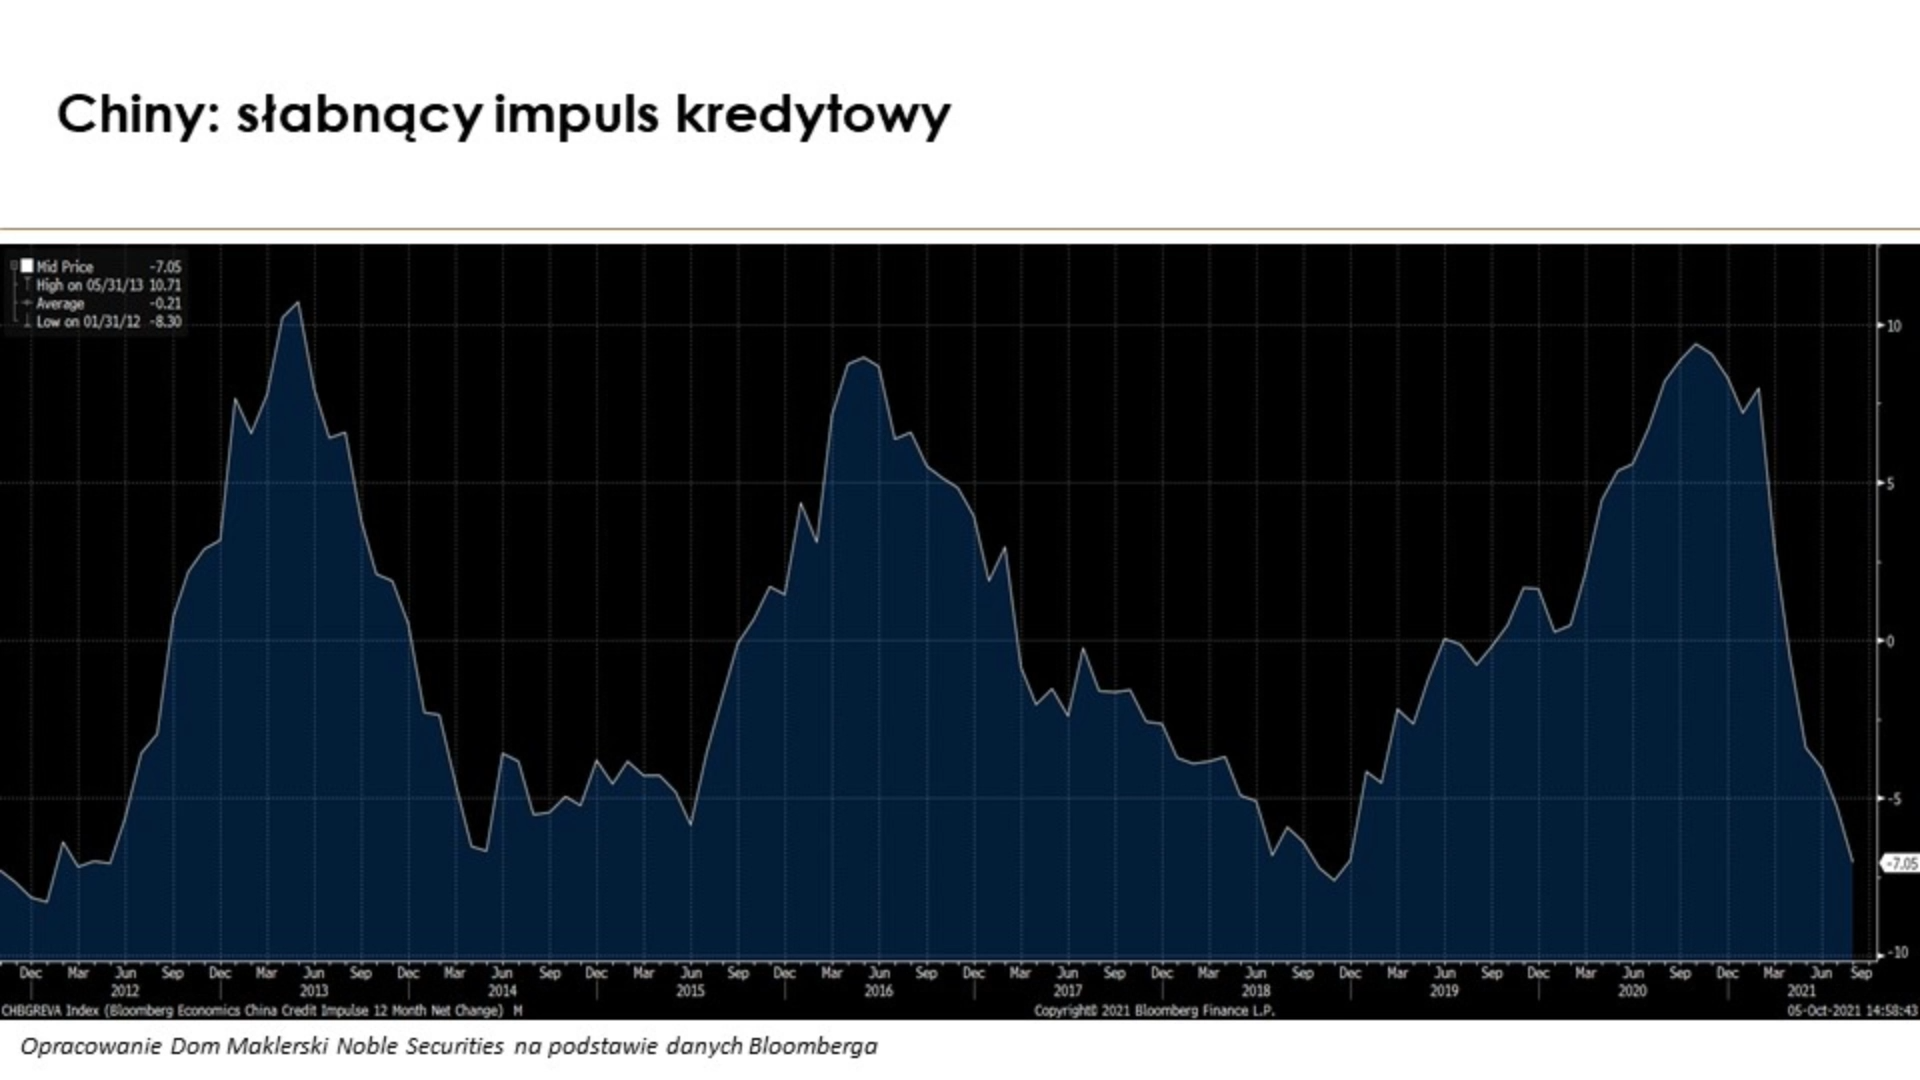 Chiny: słabnący impuls kredytowy
Mid Price -7.05
High on 05/31/13 10.71
Average -0.21
Low on 01/31/12 -8.30
10
5
0
-5
-7.05
-10
Dec Mar Jun Sep Dec Mar Jun Sep Dec Mar Jun Sep Dec Mar Jun Sep Dec Mar Jun Sep Dec Mar Jun Sep Dec Mar Jun Sep Dec Mar Jun Sep Dec Mar Jun Sep Dec Mar Jun Sep
2012 2013 2014 2015 2016 2017 2018 2019 2020 2021
CHBGREVA Index (Bloomberg Economics China Credit Impulse 12 Month Net Change) M Copyright© 2021 Bloomberg Finance L.P. 05-Oct-2021 14:58:43
Opracowanie Dom Maklerski Noble Securities na podstawie danych Bloomberga